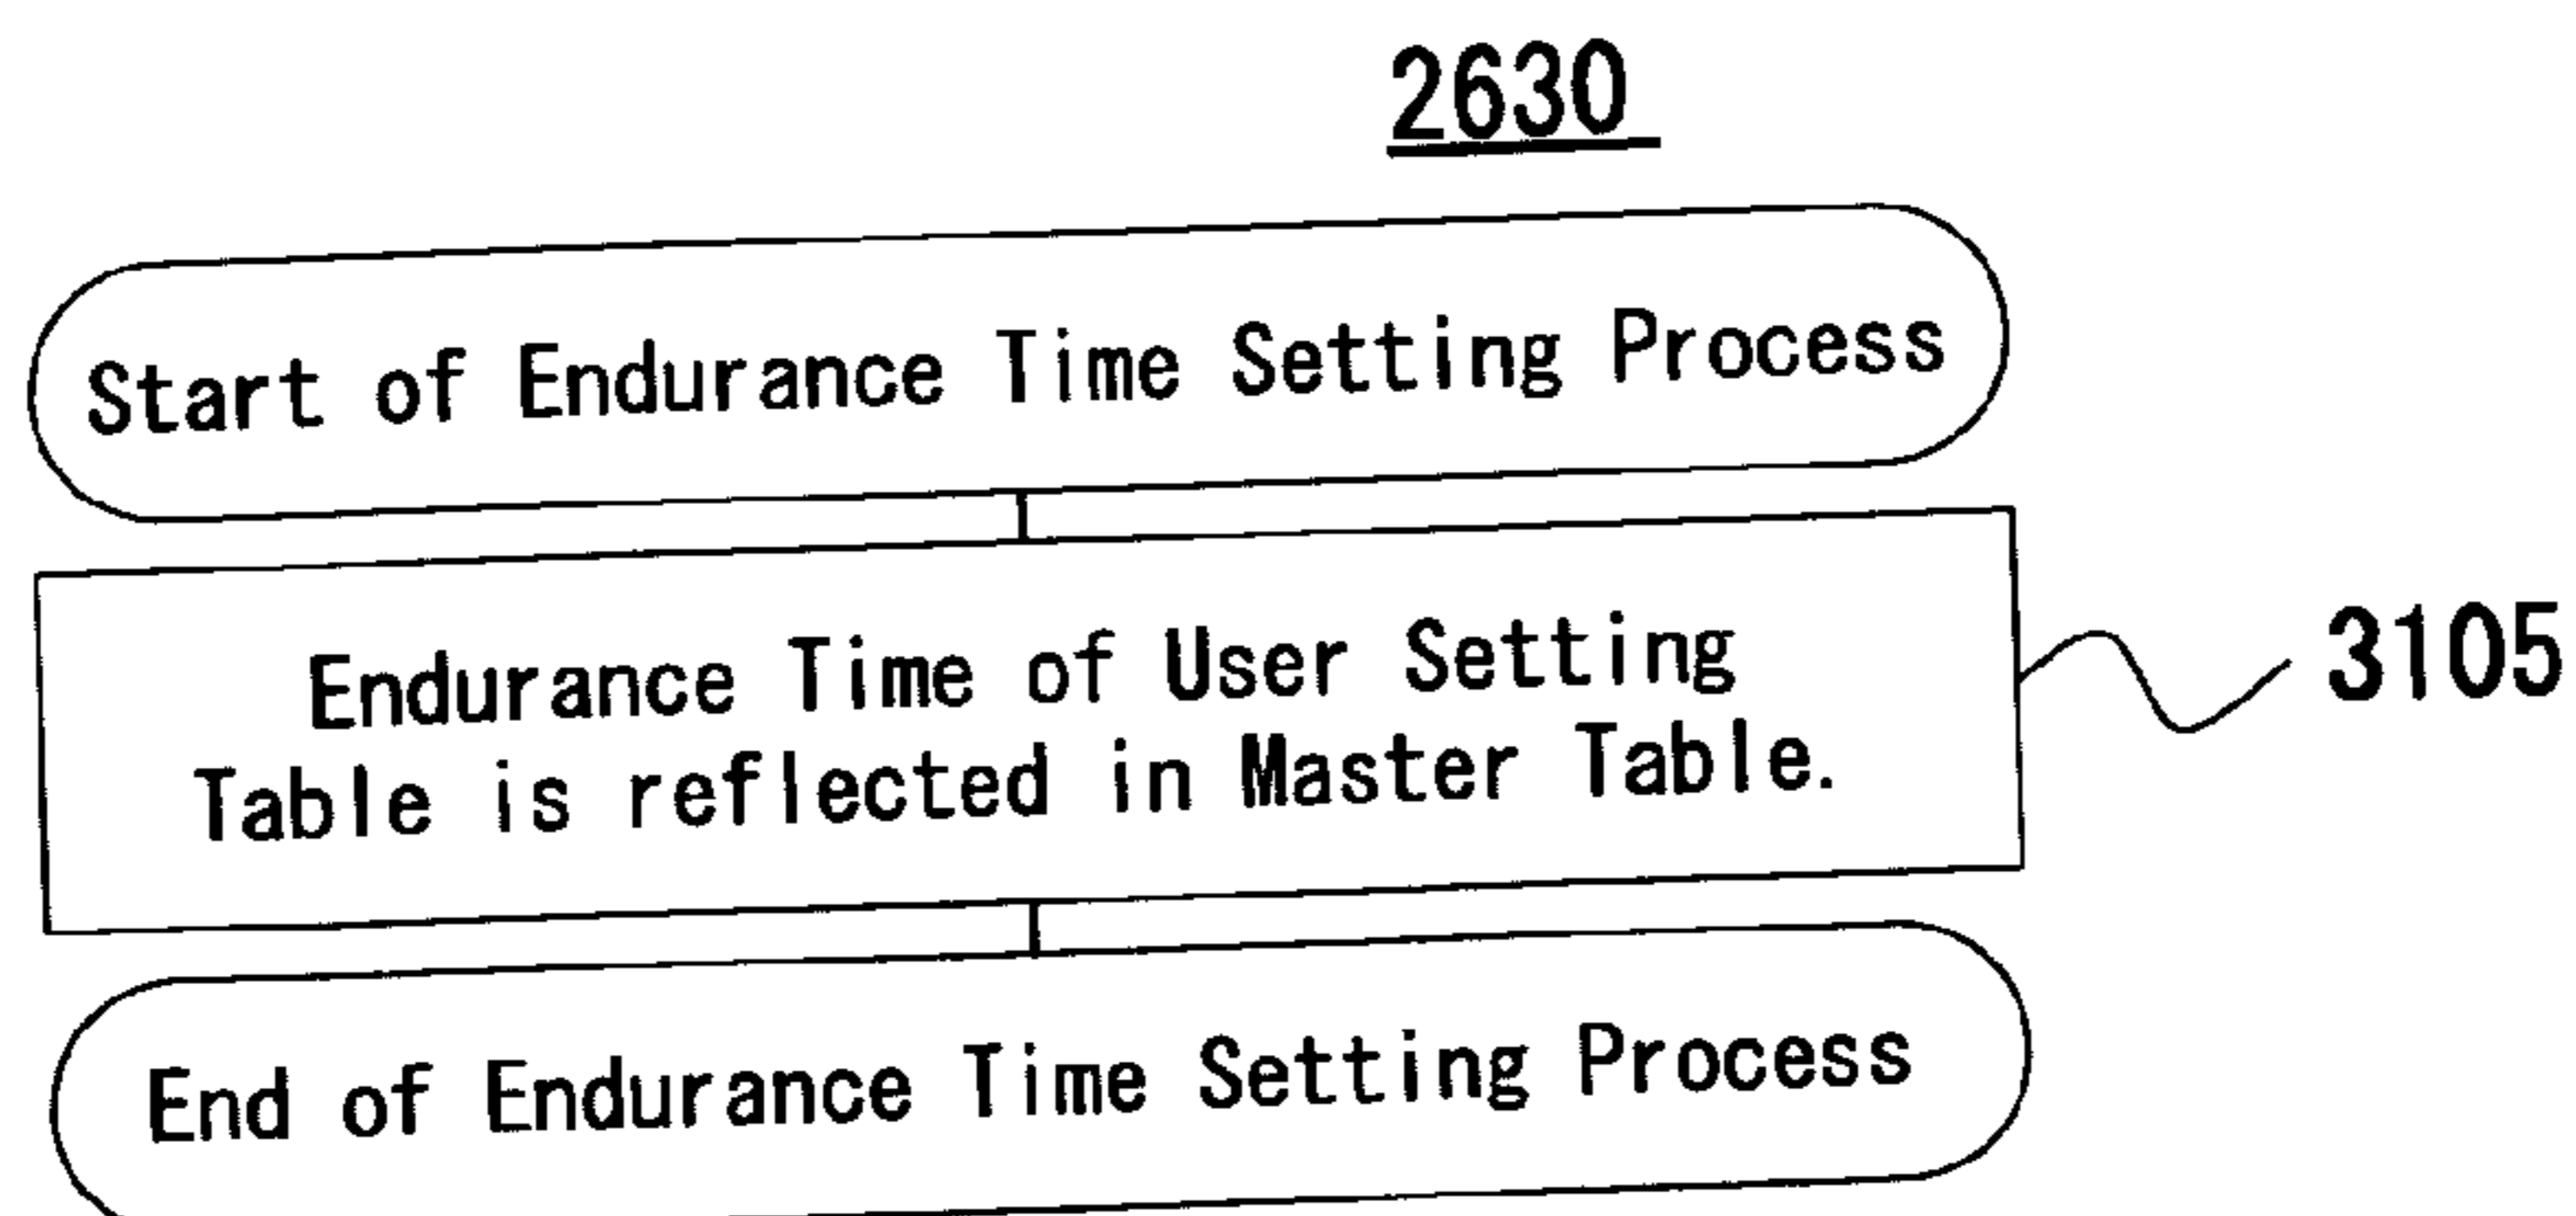 2630
Start of Endurance Time Setting Process
Endurance Time of User Setting
Table is reflected in Master Table.
3105
End of Endurance Time Setting Process